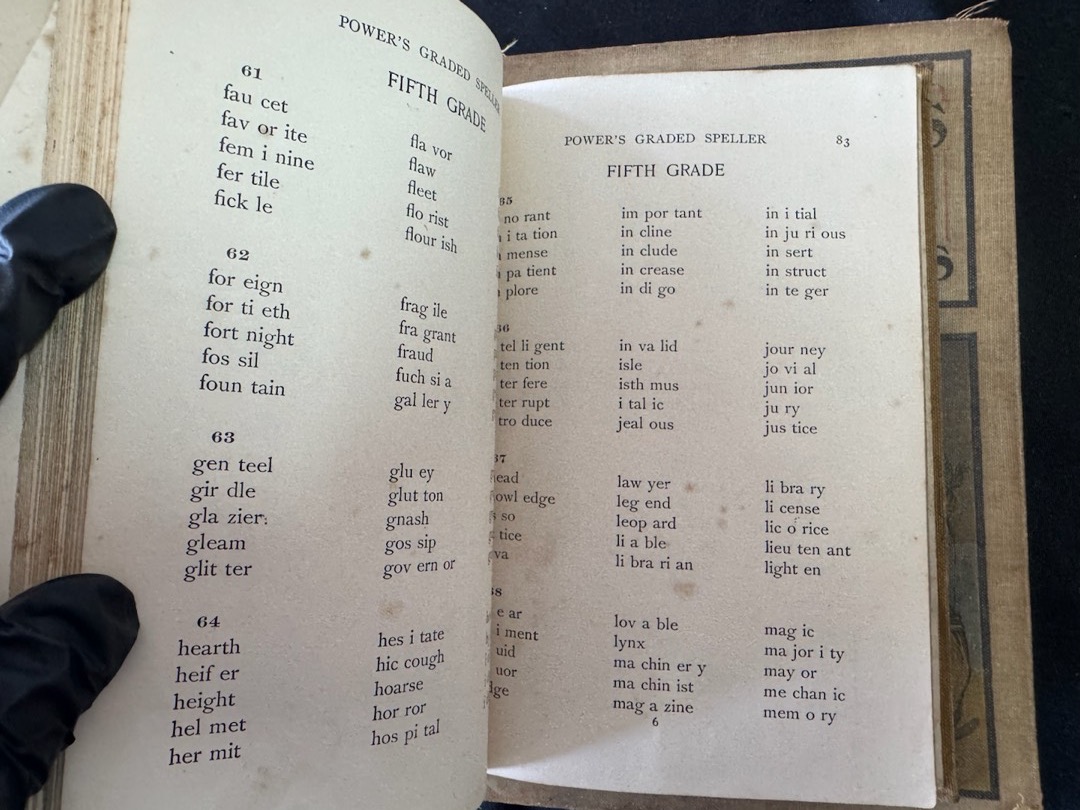 POWER'S GRADED SPELLER
FIFTH GRADE
61
fau cet
fav or ite
fem i nine
fer tile
fick le
fla vor
flaw
fleet
flo rist
flour ish
62
for eign
for ti eth
fort night
fos sil
foun tain
frag ile
fra grant
fraud
fuch si a
gal ler y
63
gen teel
gir dle
gla zier
gleam
glit ter
glu ey
glut ton
gnash
gos sip
gov ern or
64
hearth
heif er
height
hel met
her mit
hes i tate
hic cough
hoarse
hor ror
hos pi tal
POWER'S GRADED SPELLER 83
FIFTH GRADE
no rant
i ta tion
mense
pa tient
plore
im por tant
in cline
in clude
in crease
in di go
in i tial
in ju ri ous
in sert
in struct
in te ger
tel li gent
ten tion
ter fere
ter rupt
tro duce
in va lid
isle
isth mus
i tal ic
jeal ous
jour ney
jo vi al
jun ior
ju ry
jus tice
owl edge
so
tice
va
law yer
leg end
leop ard
li a ble
li bra ri an
li bra ry
li cense
lic o rice
lieu ten ant
light en
e ar
i ment
uid
uor
lov a ble
lynx
ma chin er y
ma chin ist
mag a zine
mag ic
ma jor i ty
may or
me chan ic
mem o ry
6